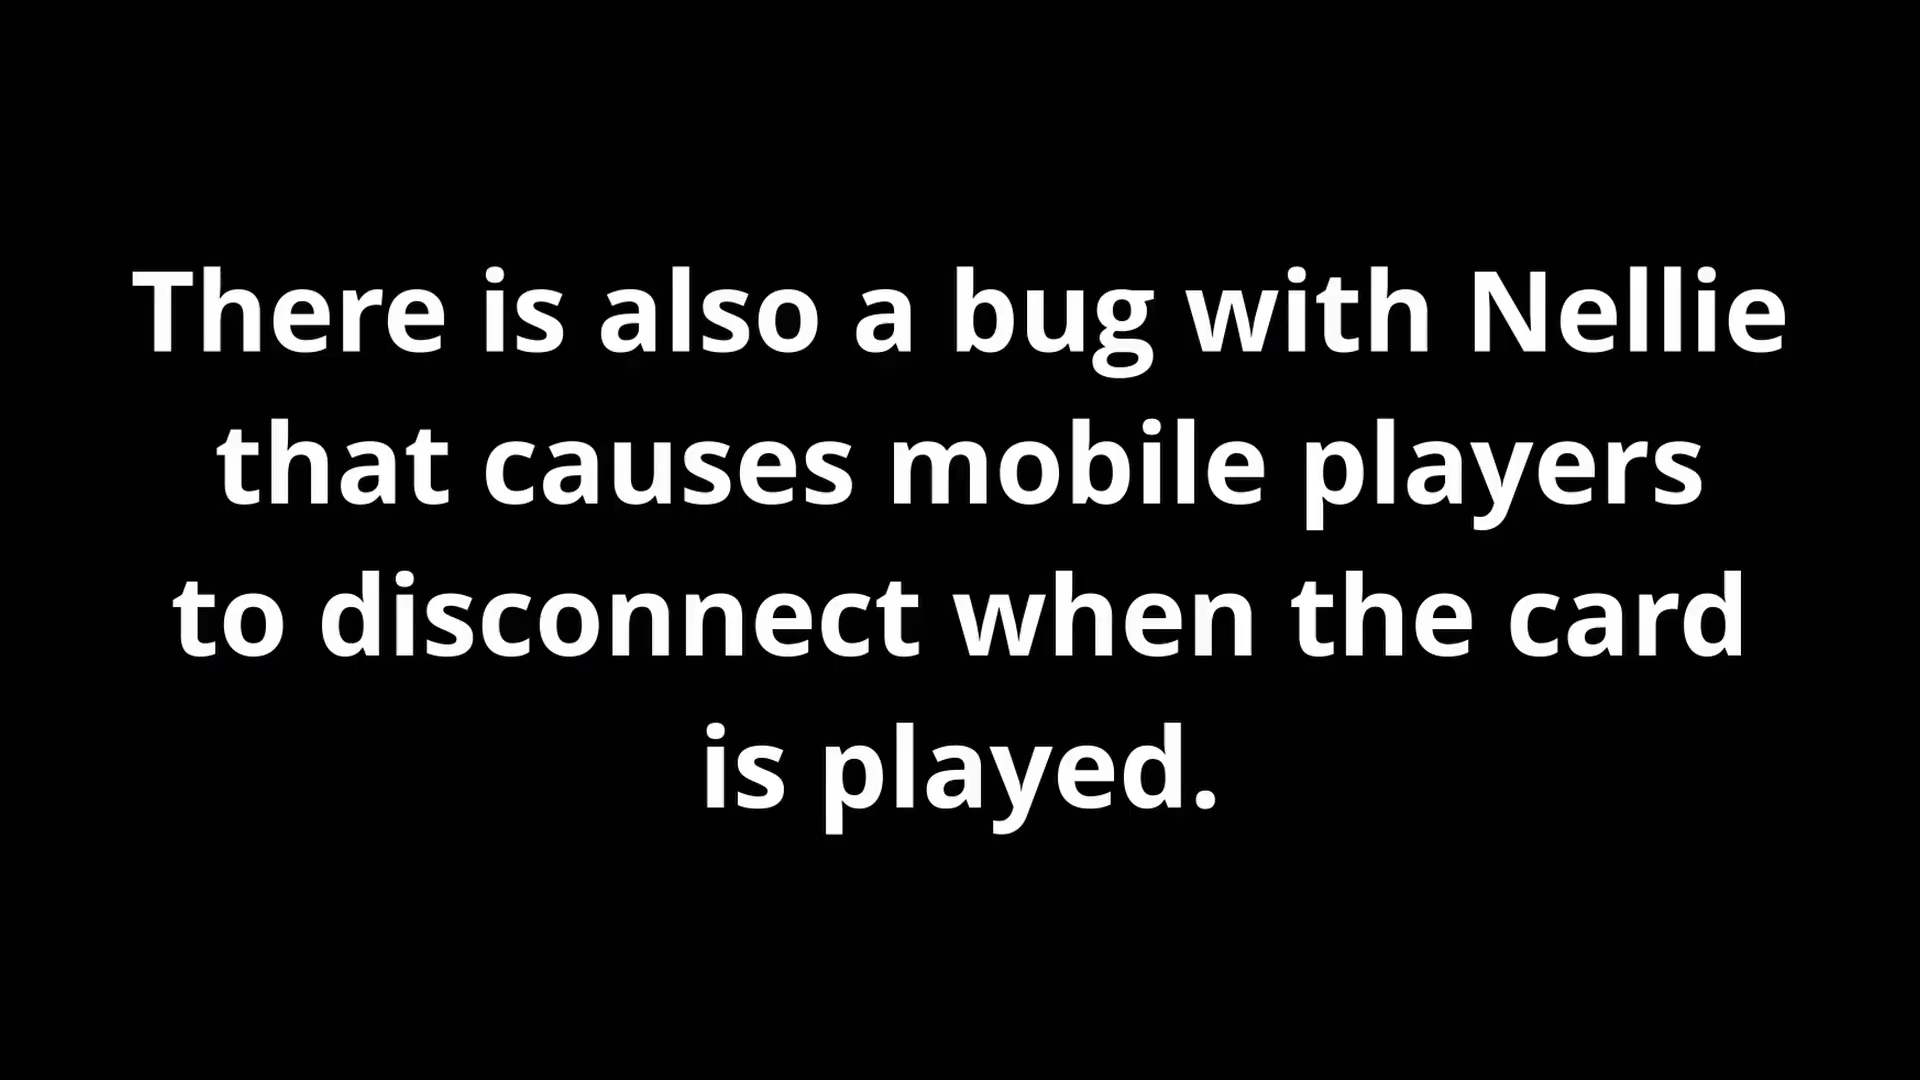 There is also a bug with Nellie
that causes mobile players
to disconnect when the card
is played.